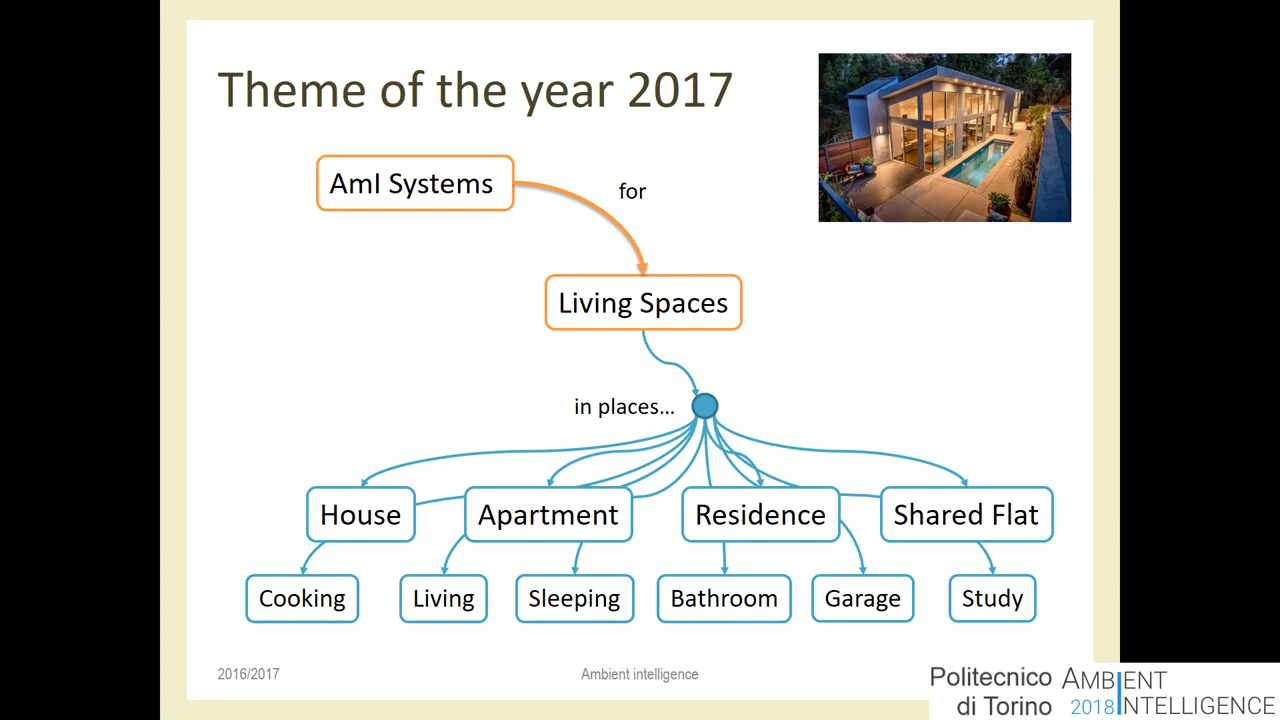 Theme of the year 2017
AmI Systems
for
Living Spaces
in places...
House
Apartment
Residence
Shared Flat
Cooking
Living
Sleeping
Bathroom
Garage
Study
2016/2017
Ambient intelligence
Politecnico
di Torino
AMBIENT
2018 INTELLIGENCE